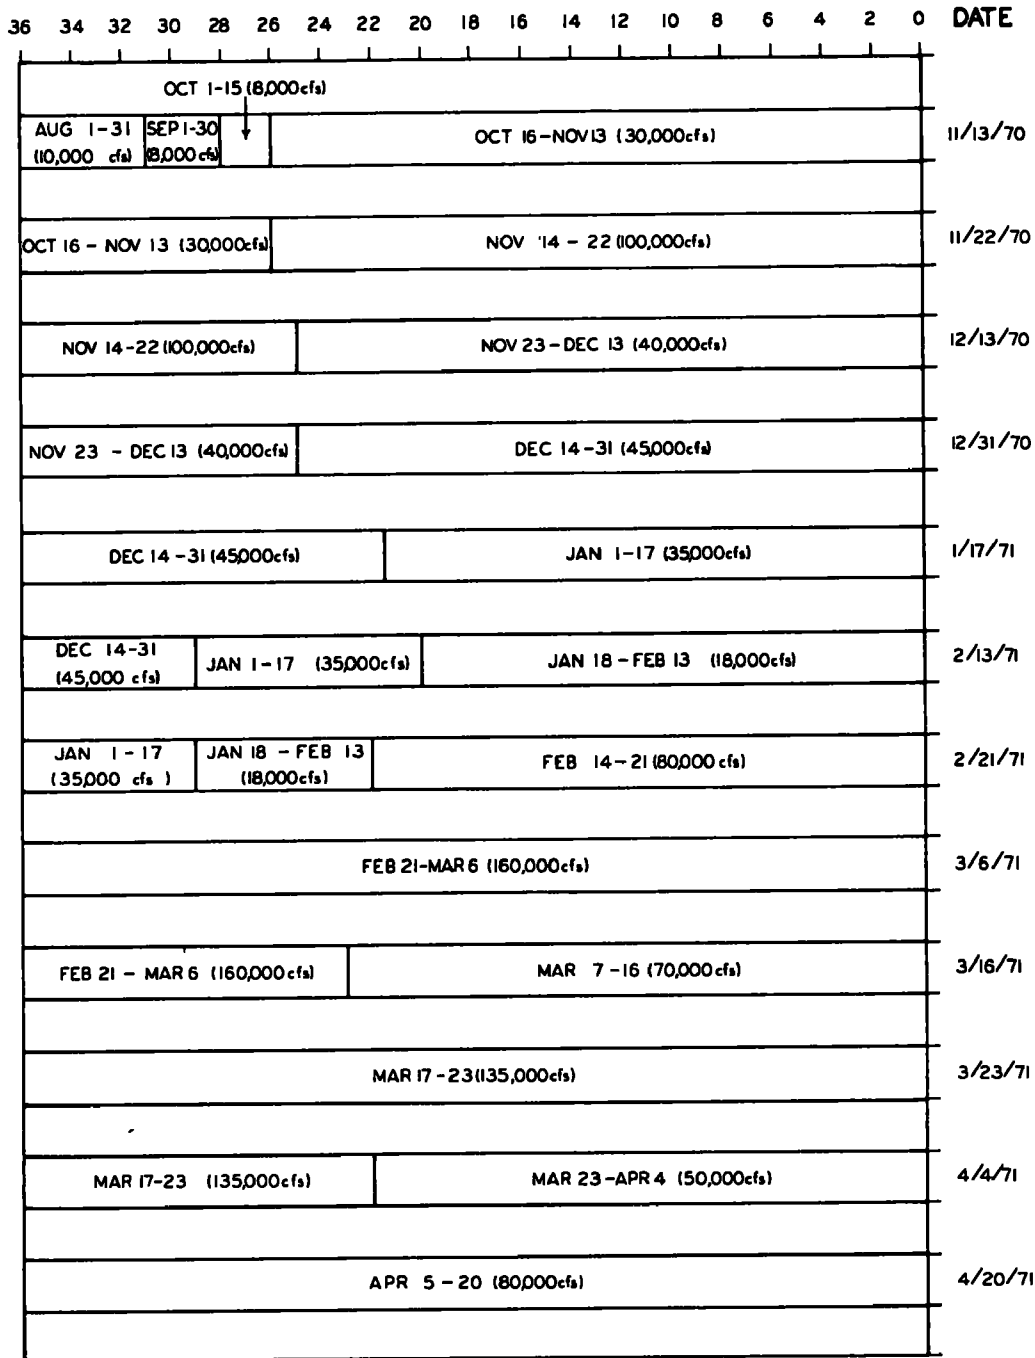 36 34 32 30 28 26 24 22 20 18 16 14 12 10 8 6 4 2 0 DATE
OCT 1-15 (8,000cfs)
AUG 1-31
(10,000 cfs)
SEP 1-30
(8,000 cfs)
OCT 16-NOV 13 (30,000cfs)
11/13/70
OCT 16 - NOV 13 (30,000cfs)
NOV '14 - 22 (100,000cfs)
11/22/70
NOV 14-22 (100,000cfs)
NOV 23-DEC 13 (40,000cfs)
12/13/70
NOV 23 - DEC 13 (40,000cfs)
DEC 14-31 (45,000cfs)
12/31/70
DEC 14-31 (45,000cfs)
JAN 1-17 (35,000cfs)
1/17/71
DEC 14-31
(45,000 cfs)
JAN 1-17 (35,000cfs)
JAN 18-FEB 13 (18,000cfs)
2/13/71
JAN 1-17
(35,000 cfs)
JAN 18 - FEB 13
(18,000cfs)
FEB 14-21 (80,000cfs)
2/21/71
FEB 21-MAR 6 (160,000cfs)
3/6/71
FEB 21 - MAR 6 (160,000cfs)
MAR 7-16 (70,000cfs)
3/16/71
MAR 17-23 (135,000cfs)
3/23/71
MAR 17-23 (135,000cfs)
MAR 23-APR 4 (50,000cfs)
4/4/71
APR 5-20 (80,000cfs)
4/20/71